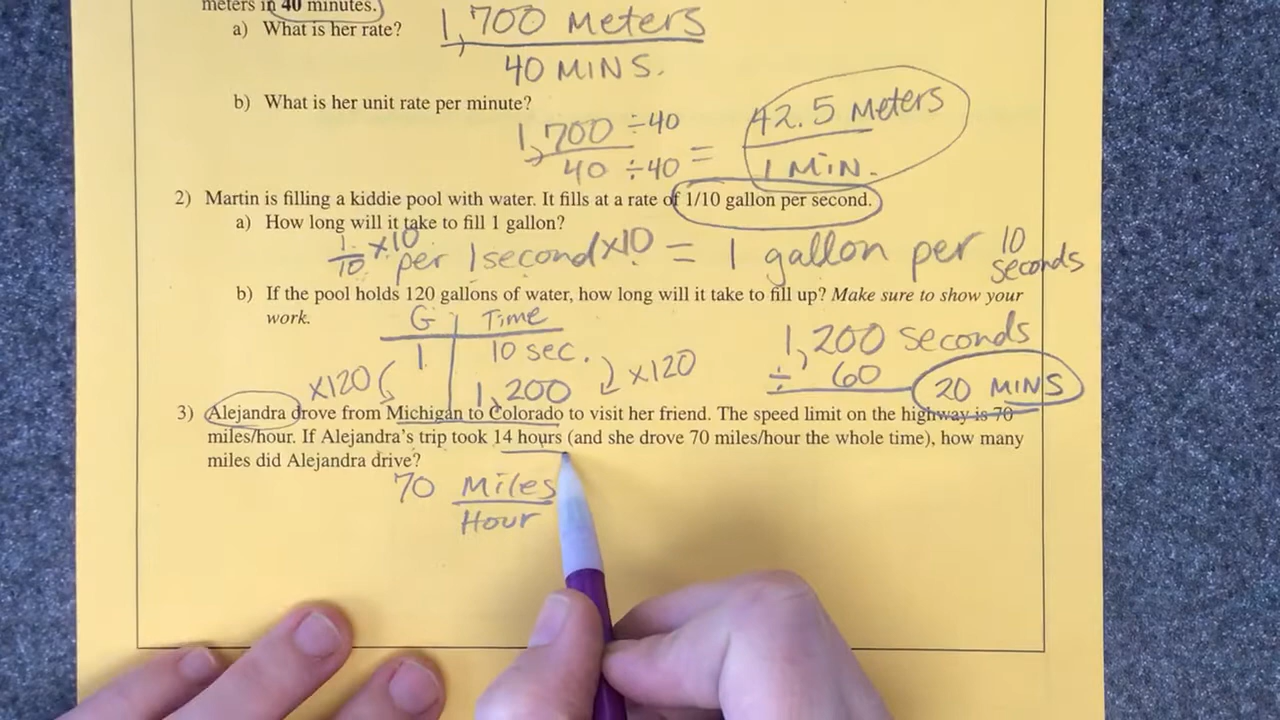 meters in 40 minutes.
a) What is her rate?
1,700 Meters
40 MINS.
b) What is her unit rate per minute?
1,700 ÷40
40 ÷40
=
42.5 Meters
1 MiN.
2) Martin is filling a kiddie pool with water. It fills at a rate of 1/10 gallon per second.
a) How long will it take to fill 1 gallon?
1/10 ×10 per 1 second ×10 = 1 gallon per 10 seconds
b) If the pool holds 120 gallons of water, how long will it take to fill up? Make sure to show your
work.
G Time
1 10 sec.
×120 1,200 ×120
1,200 seconds
÷ 60
20 MINS
3) Alejandra drove from Michigan to Colorado to visit her friend. The speed limit on the highway is 70
miles/hour. If Alejandra's trip took 14 hours (and she drove 70 miles/hour the whole time), how many
miles did Alejandra drive?
70 Miles
Hour